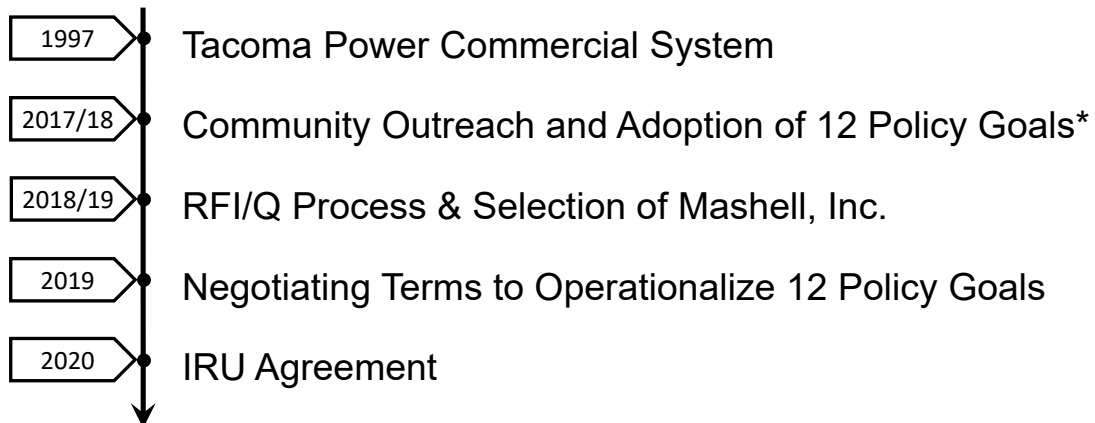 1997 Tacoma Power Commercial System
2017/18 Community Outreach and Adoption of 12 Policy Goals*
2018/19 RFI/Q Process & Selection of Mashell, Inc.
2019 Negotiating Terms to Operationalize 12 Policy Goals
2020 IRU Agreement